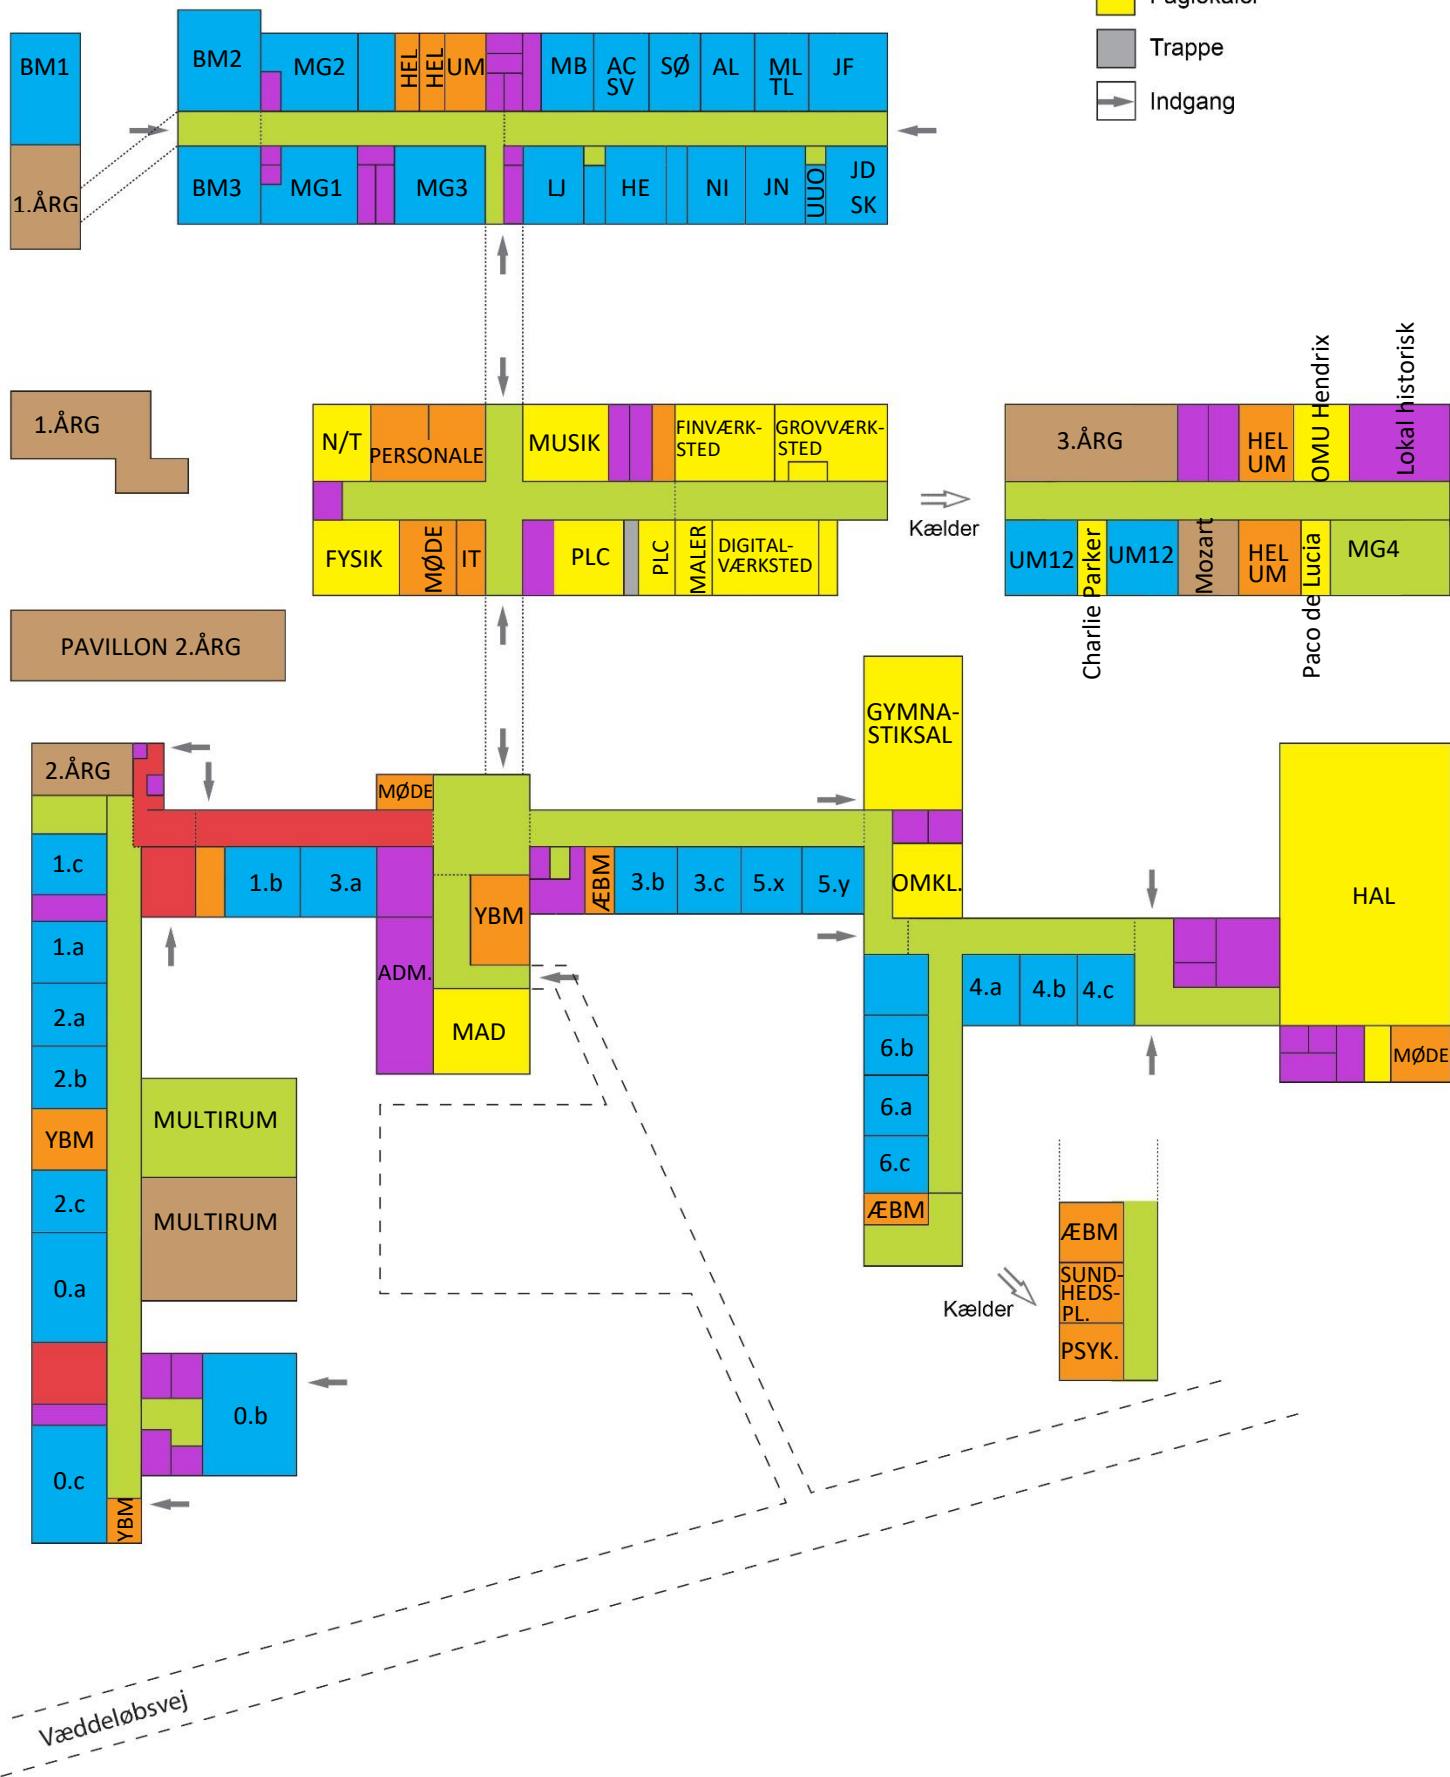 Faglokaler
Trappe
Indgang
BM1
1.ÅRG
BM2
MG2
HEL
HEL
UM
MB
AC
SV
SØ
AL
ML
TL
JF
BM3
MG1
MG3
LJ
HE
NI
JN
UUO
JD
SK
1.ÅRG
N/T
PERSONALE
MUSIK
FINVÆRK-
STED
GROVVÆRK-
STED
FYSIK
MØDE
IT
PLC
PLC
MALER
DIGITAL-
VÆRKSTED
Kælder
3.ÅRG
HEL
UM
OMU Hendrix
Lokal historisk
UM12
Charlie Parker
UM12
Mozart
HEL
UM
Paco de Lucia
MG4
PAVILLON 2.ÅRG
2.ÅRG
MØDE
GYMNA-
STIKSAL
1.c
1.b
3.a
YBM
ÆBM
3.b
3.c
5.x
5.y
OMKL.
HAL
1.a
ADM.
2.a
MAD
4.a
4.b
4.c
2.b
6.b
MØDE
YBM
MULTIRUM
6.a
2.c
MULTIRUM
6.c
ÆBM
0.a
Kælder
ÆBM
SUND-
HEDS-
PL.
PSYK.
0.b
0.c
YBM
Væddeløbsvej